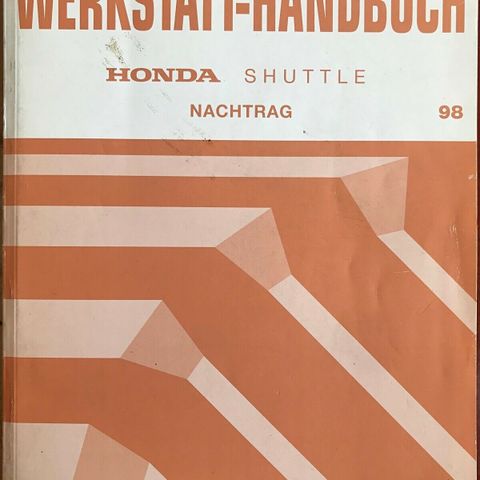 WERKSTATT-HANDBUCH
HONDA SHUTTLE
NACHTRAG 98